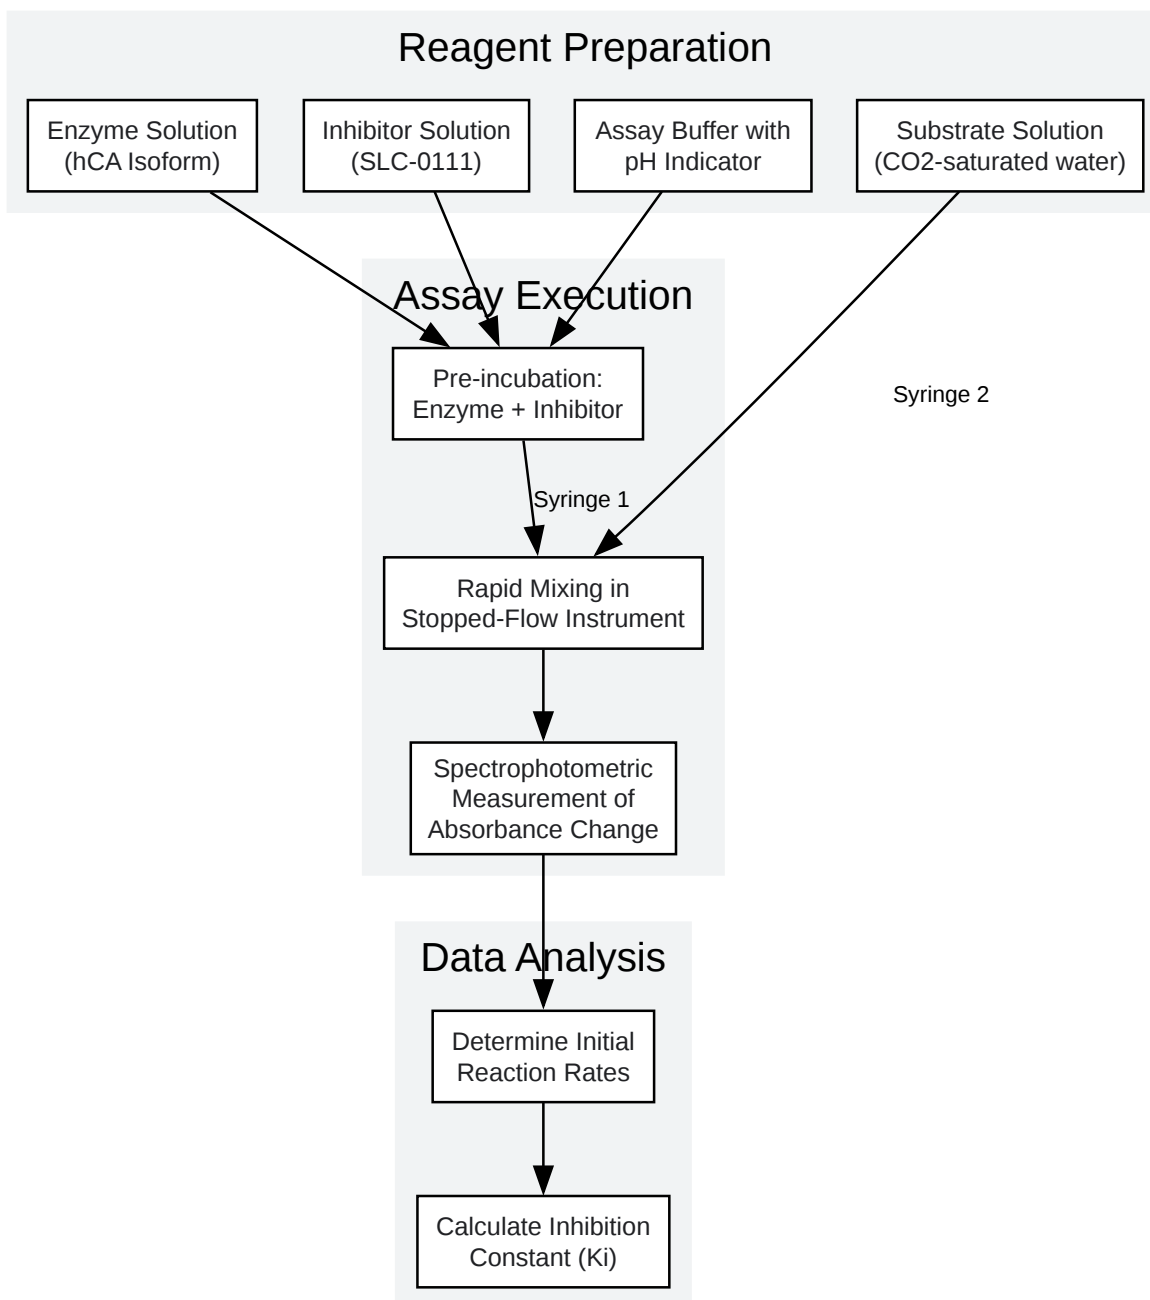 Reagent Preparation
Enzyme Solution
(hCA Isoform)
Inhibitor Solution
(SLC-0111)
Assay Buffer with
pH Indicator
Substrate Solution
(CO2-saturated water)
Assay Execution
Pre-incubation:
Enzyme + Inhibitor
Syringe 2
Syringe 1
Rapid Mixing in
Stopped-Flow Instrument
Spectrophotometric
Measurement of
Absorbance Change
Data Analysis
Determine Initial
Reaction Rates
Calculate Inhibition
Constant (Ki)